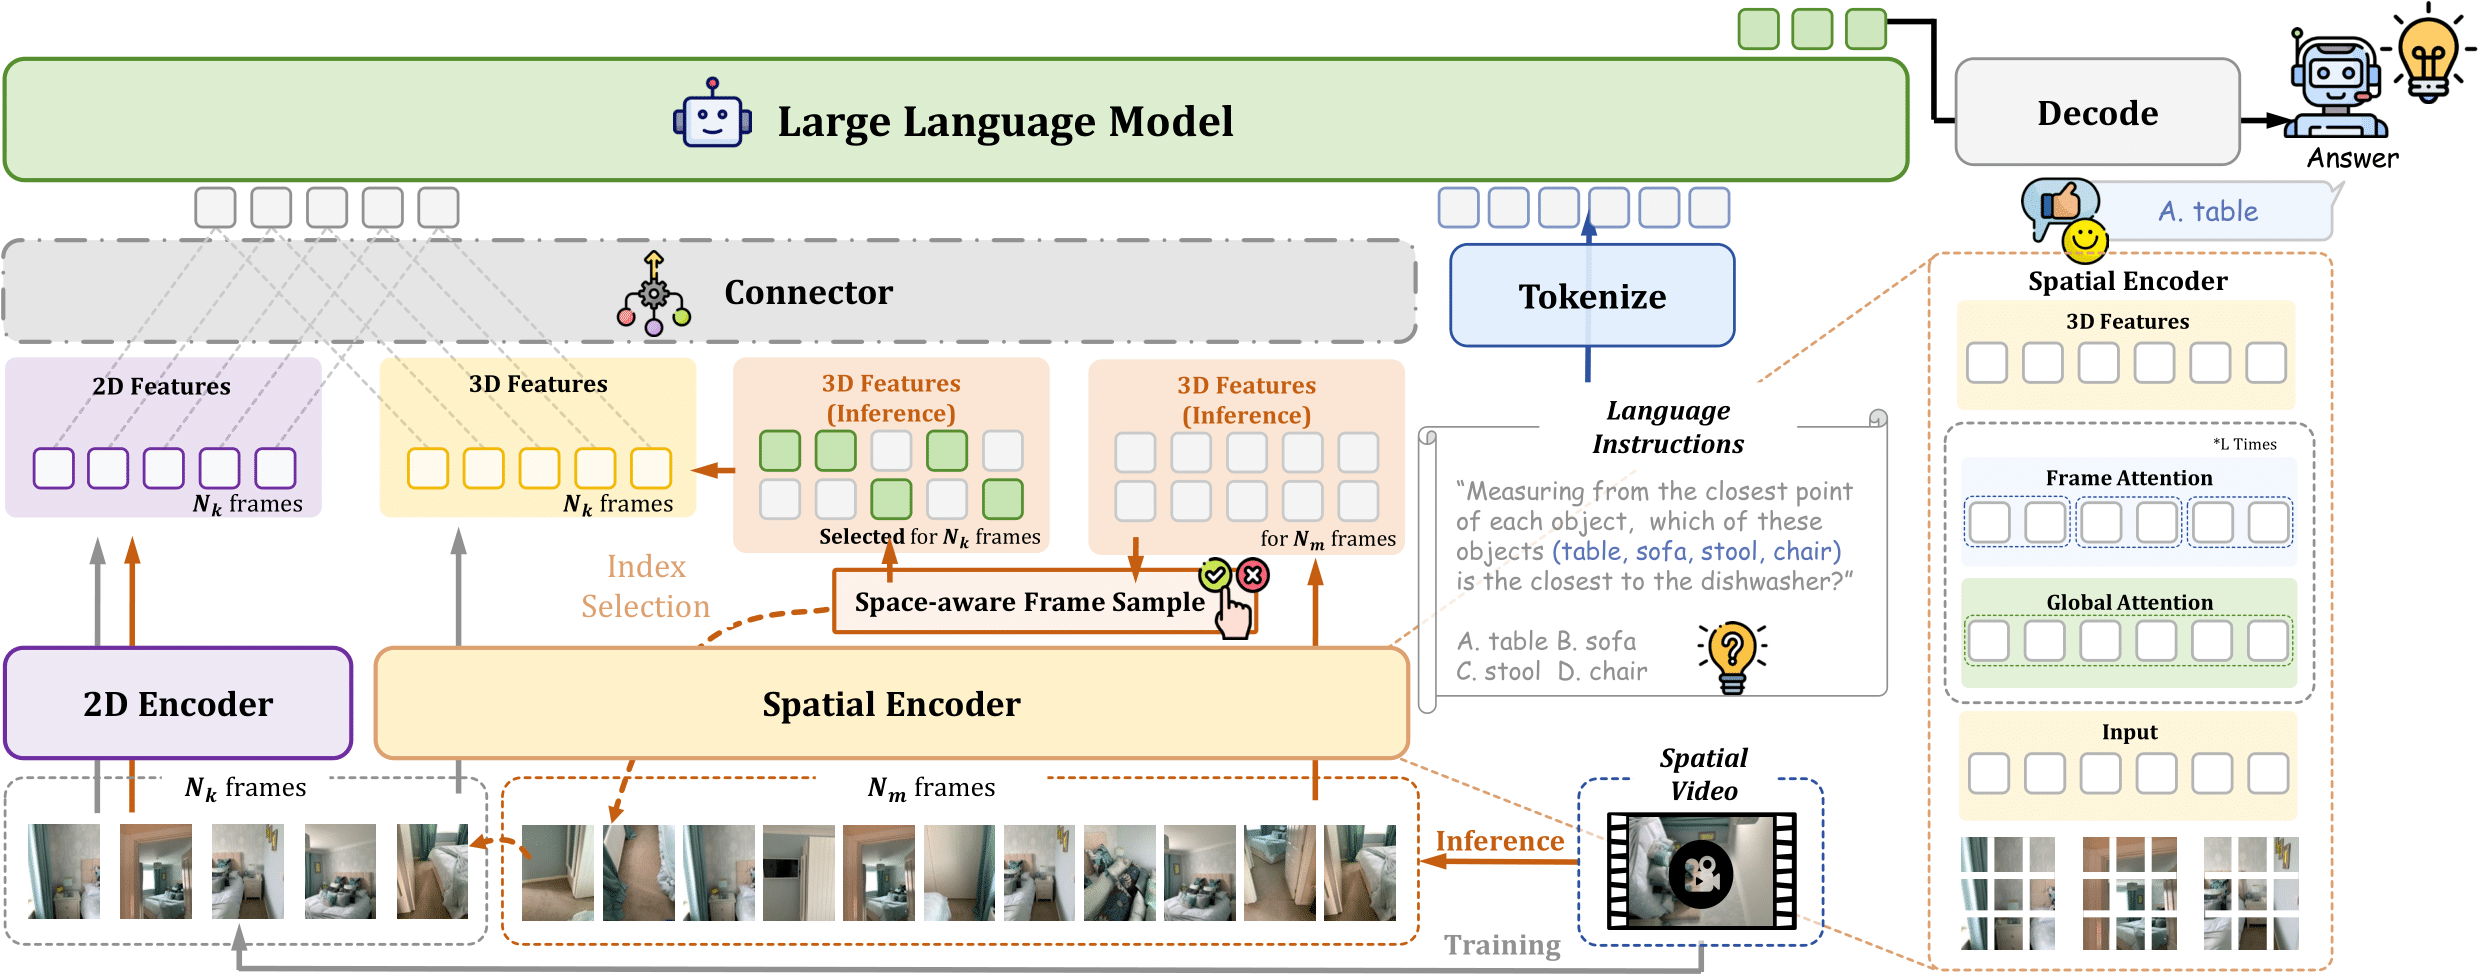 Large Language Model
Decode
Answer
A. table
Connector
Tokenize
2D Features
N_k frames
3D Features
N_k frames
3D Features
(Inference)
Selected for N_k frames
3D Features
(Inference)
for N_m frames
Index
Selection
Space-aware Frame Sample
2D Encoder
Spatial Encoder
N_k frames
N_m frames
Language
Instructions
“Measuring from the closest point
of each object, which of these
objects (table, sofa, stool, chair)
is the closest to the dishwasher?”
A. table B. sofa
C. stool D. chair
Spatial
Video
Inference
Training
Spatial Encoder
3D Features
*L Times
Frame Attention
Global Attention
Input